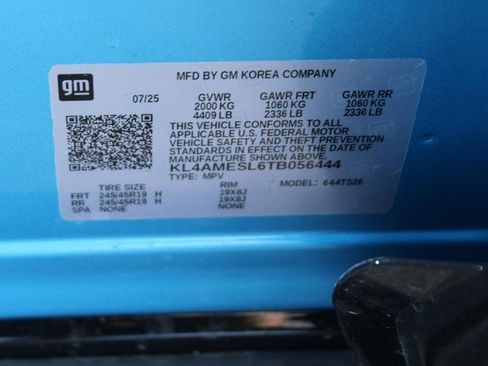 MFD BY GM KOREA COMPANY
gm
07/25 GVWR GAWR FRT GAWR RR
2000 KG 1060 KG 1060 KG
4409 LB 2336 LB 2336 LB
THIS VEHICLE CONFORMS TO ALL
APPLICABLE U.S. FEDERAL MOTOR
VEHICLE SAFETY AND THEFT PREVENTION
STANDARDS IN EFFECT ON THE DATE OF
MANUFACTURE SHOWN ABOVE.
KL4AMESL6TB056444
TYPE: MPV MODEL: 644TS26
TIRE SIZE RIM
FRT 245/45R19 H 19X8J
RR 245/45R19 H 19X8J
SPA NONE NONE